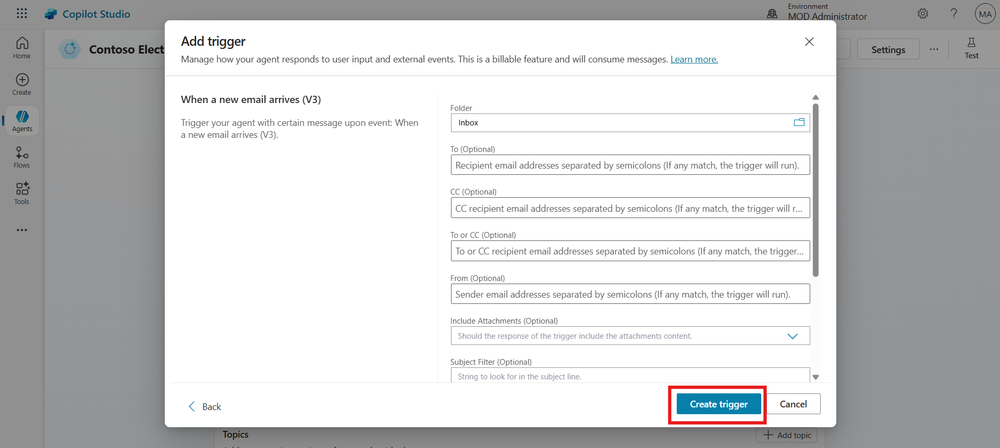 Copilot Studio
Environment
MOD Administrator
MA
Home
Create
Agents
Flows
Tools
Contoso Elect
Settings
Test
Add trigger
Manage how your agent responds to user input and external events. This is a billable feature and will consume messages. Learn more.
When a new email arrives (V3)
Trigger your agent with certain message upon event: When
a new email arrives (V3).
Folder
Inbox
To (Optional)
Recipient email addresses separated by semicolons (If any match, the trigger will run).
CC (Optional)
CC recipient email addresses separated by semicolons (If any match, the trigger will r...
To or CC (Optional)
To or CC recipient email addresses separated by semicolons (If any match, the trigger...
From (Optional)
Sender email addresses separated by semicolons (If any match, the trigger will run).
Include Attachments (Optional)
Should the response of the trigger include the attachments content.
Subject Filter (Optional)
String to look for in the subject line.
Back
Create trigger
Cancel
Topics
Add topic